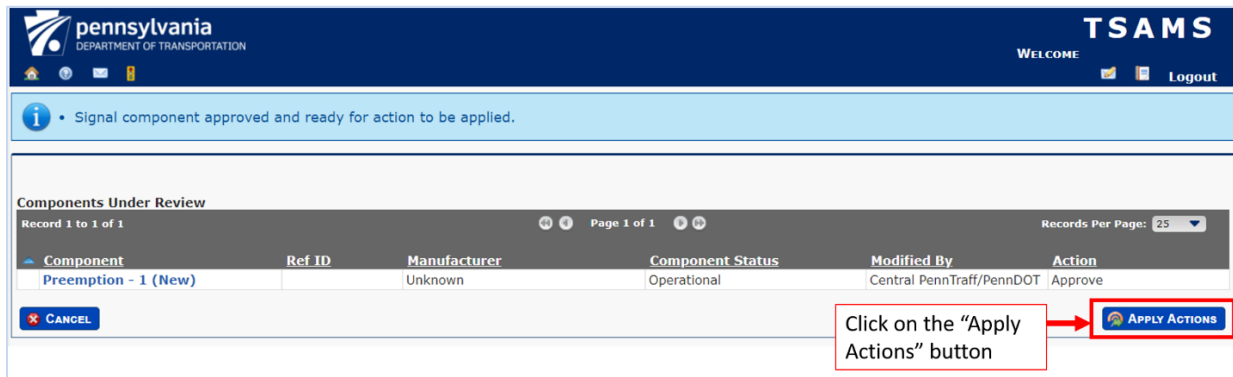 pennsylvania
DEPARTMENT OF TRANSPORTATION
TSAMS
WELCOME
Logout
• Signal component approved and ready for action to be applied.
Components Under Review
Record 1 to 1 of 1 Page 1 of 1 Records Per Page: 25
Component Ref ID Manufacturer Component Status Modified By Action
Preemption - 1 (New) Unknown Operational Central PennTraff/PennDOT Approve
CANCEL
Click on the “Apply
Actions” button
APPLY ACTIONS